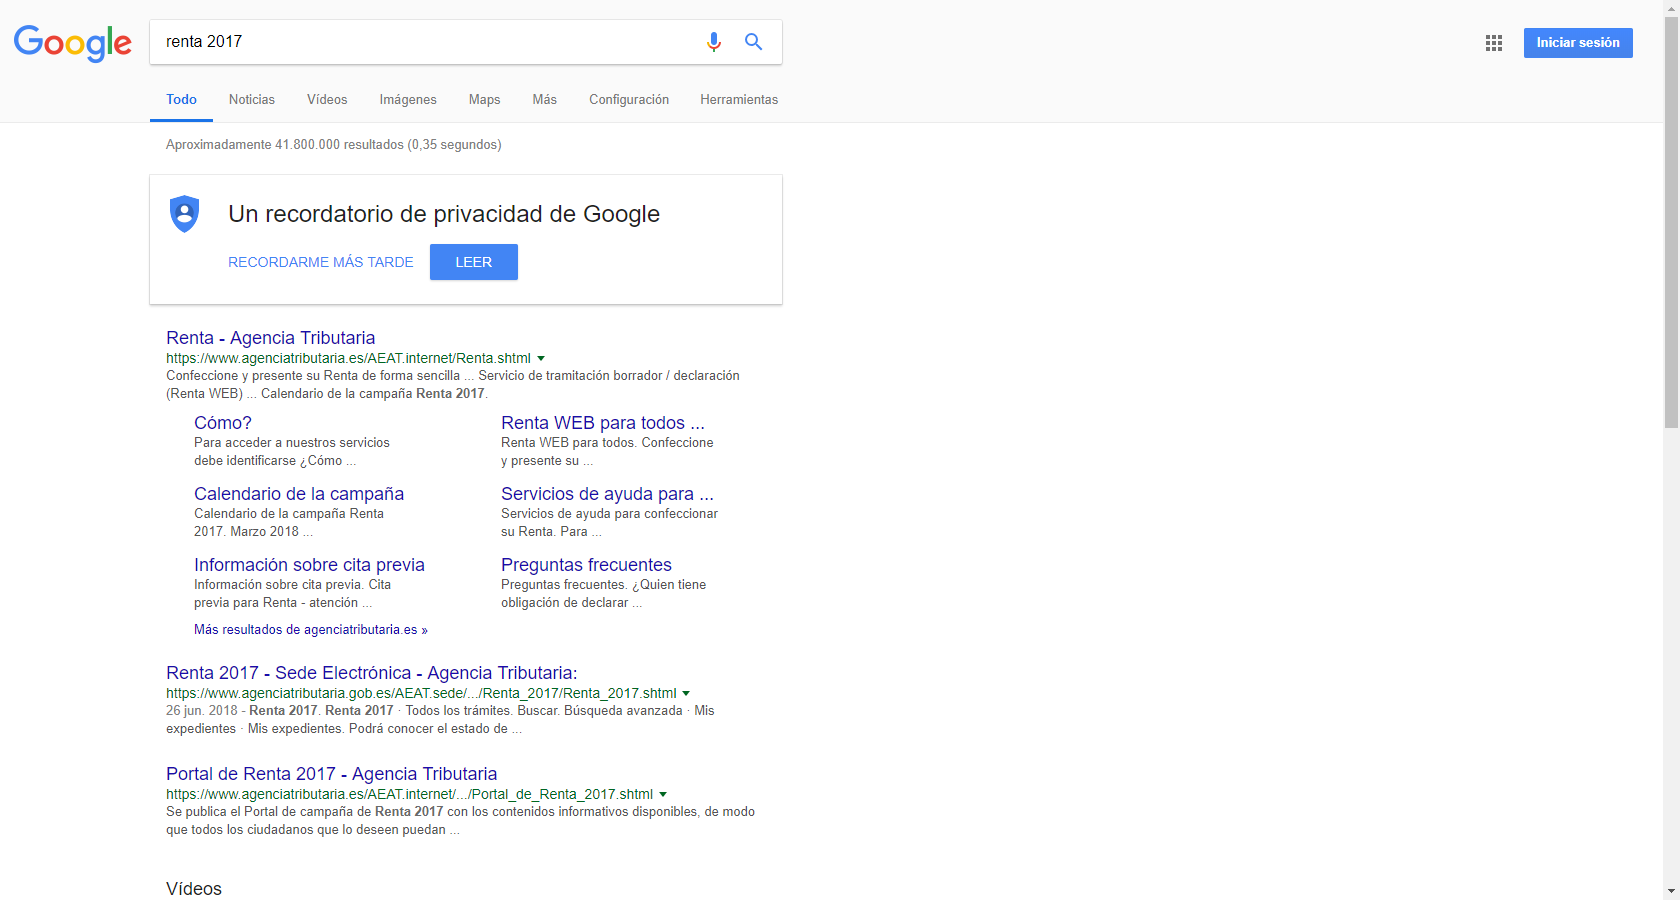 Google
renta 2017
Iniciar sesión
Todo Noticias Vídeos Imágenes Maps Más Configuración Herramientas
Aproximadamente 41.800.000 resultados (0,35 segundos)
Un recordatorio de privacidad de Google
RECORDARME MÁS TARDE LEER
Renta - Agencia Tributaria
https://www.agenciatributaria.es/AEAT.internet/Renta.shtml
Confeccione y presente su Renta de forma sencilla ... Servicio de tramitación borrador / declaración
(Renta WEB) ... Calendario de la campaña Renta 2017.
Cómo?
Para acceder a nuestros servicios
debe identificarse ¿Cómo ...
Renta WEB para todos ...
Renta WEB para todos. Confeccione
y presente su ...
Calendario de la campaña
Calendario de la campaña Renta
2017. Marzo 2018 ...
Servicios de ayuda para ...
Servicios de ayuda para confeccionar
su Renta. Para ...
Información sobre cita previa
Información sobre cita previa. Cita
previa para Renta - atención ...
Preguntas frecuentes
Preguntas frecuentes. ¿Quien tiene
obligación de declarar ...
Más resultados de agenciatributaria.es »
Renta 2017 - Sede Electrónica - Agencia Tributaria:
https://www.agenciatributaria.gob.es/AEAT.sede/.../Renta_2017/Renta_2017.shtml
26 jun. 2018 - Renta 2017. Renta 2017 · Todos los trámites. Buscar. Búsqueda avanzada · Mis
expedientes · Mis expedientes. Podrá conocer el estado de ...
Portal de Renta 2017 - Agencia Tributaria
https://www.agenciatributaria.es/AEAT.internet/.../Portal_de_Renta_2017.shtml
Se publica el Portal de campaña de Renta 2017 con los contenidos informativos disponibles, de modo
que todos los ciudadanos que lo deseen puedan ...
Vídeos